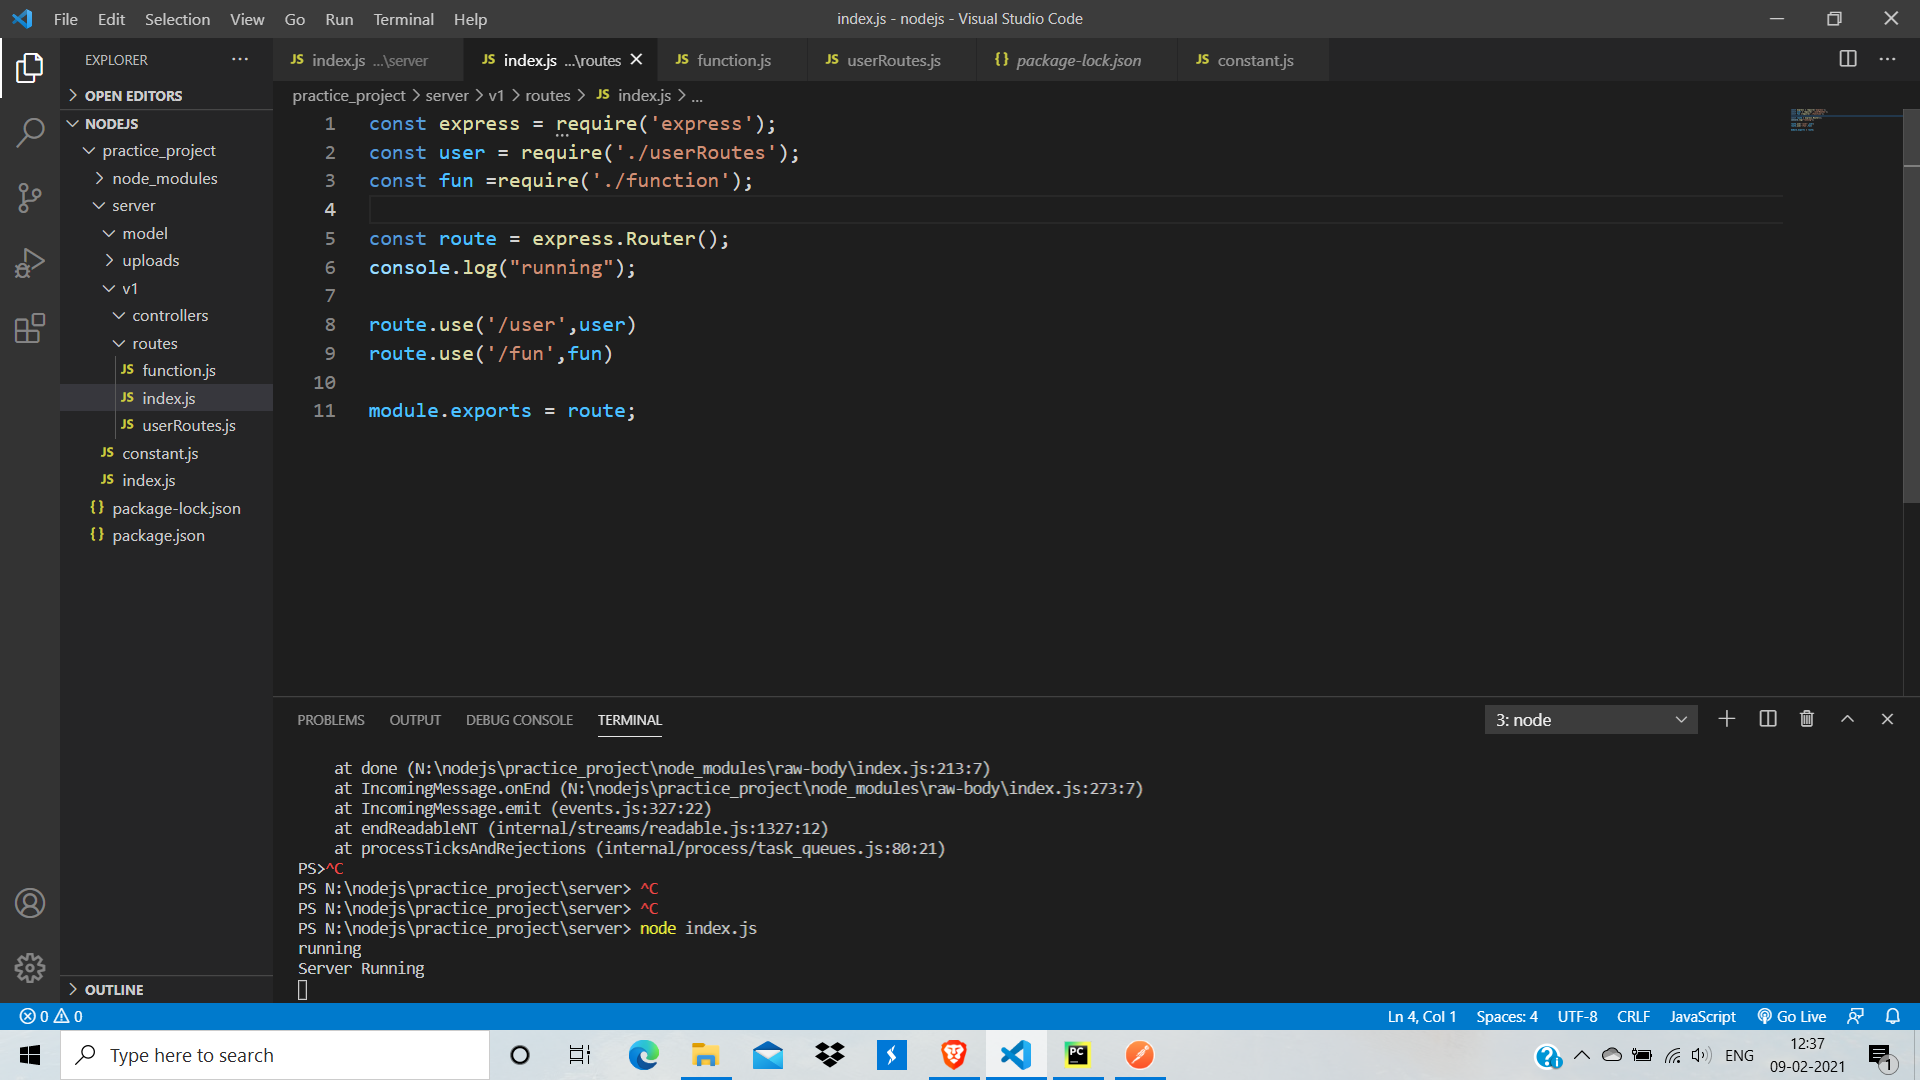 File Edit Selection View Go Run Terminal Help
index.js - nodejs - Visual Studio Code
EXPLORER
OPEN EDITORS
NODEJS
practice_project
node_modules
server
model
uploads
v1
controllers
routes
JS function.js
JS index.js
JS userRoutes.js
JS constant.js
JS index.js
{} package-lock.json
{} package.json
OUTLINE
JS index.js ...\server
JS index.js ...\routes
JS function.js
JS userRoutes.js
{} package-lock.json
JS constant.js
practice_project > server > v1 > routes > JS index.js > ...
1 const express = require('express');
2 const user = require('./userRoutes');
3 const fun =require('./function');
4
5 const route = express.Router();
6 console.log("running");
7
8 route.use('/user',user)
9 route.use('/fun',fun)
10
11 module.exports = route;
PROBLEMS OUTPUT DEBUG CONSOLE TERMINAL
3: node
at done (N:\nodejs\practice_project\node_modules\raw-body\index.js:213:7)
at IncomingMessage.onEnd (N:\nodejs\practice_project\node_modules\raw-body\index.js:273:7)
at IncomingMessage.emit (events.js:327:22)
at endReadableNT (internal/streams/readable.js:1327:12)
at processTicksAndRejections (internal/process/task_queues.js:80:21)
PS>^C
PS N:\nodejs\practice_project\server> ^C
PS N:\nodejs\practice_project\server> ^C
PS N:\nodejs\practice_project\server> node index.js
running
Server Running
0 0
Ln 4, Col 1 Spaces: 4 UTF-8 CRLF JavaScript Go Live
Type here to search
PC
ENG
12:37
09-02-2021
1